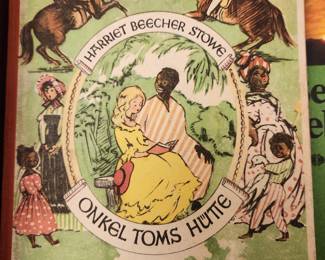 HARRIET BEECHER STOWE
ONKEL TOMS HÜTTE